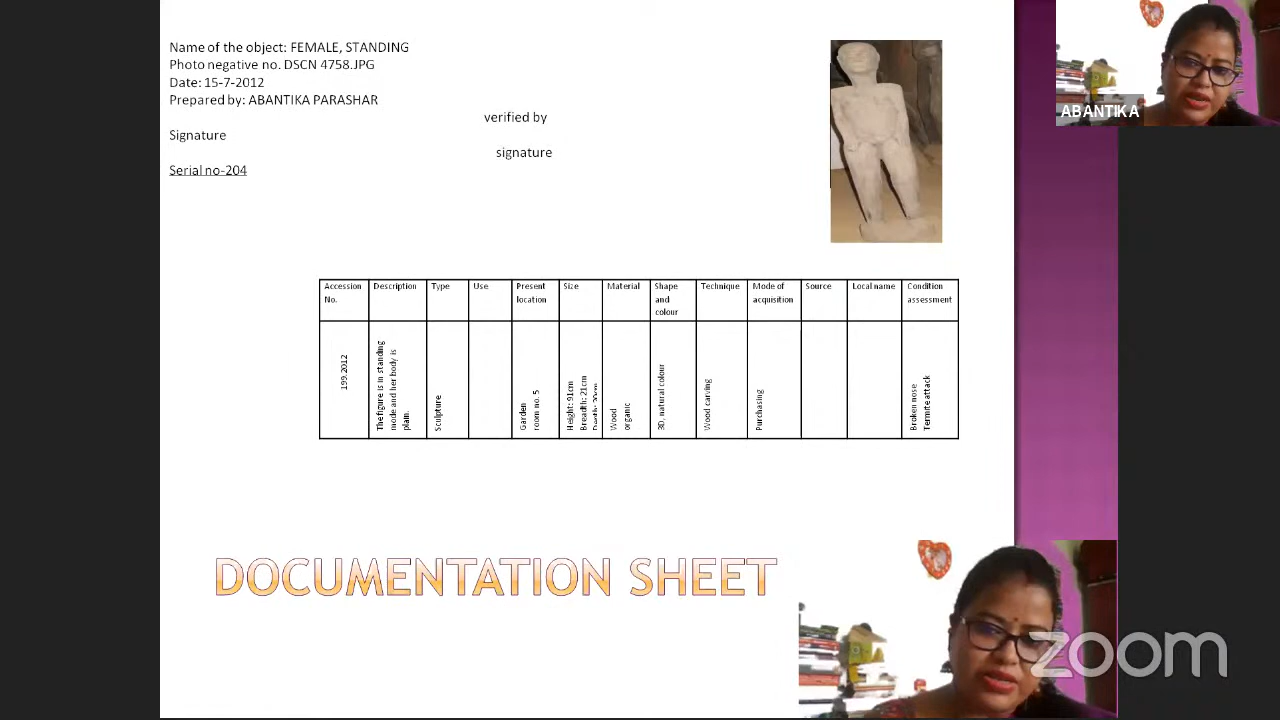 Name of the object: FEMALE, STANDING
Photo negative no. DSCN 4758.JPG
Date: 15-7-2012
Prepared by: ABANTIKA PARASHAR
verified by
Signature
signature
Serial no-204
ABANTIKA
Accession No.
Description
Type
Use
Present location
Size
Material
Shape and colour
Technique
Mode of acquisition
Source
Local name
Condition assessment
199.2012
The figure is in standing
mode and her body is
plain.
Sculpture
Garden
room no. 5
Height: 91cm
Breadth: 21cm
Wood
organic
3D, natural colour
Wood carving
Purchasing
Broken nose
Termite attack
DOCUMENTATION SHEET
zoom